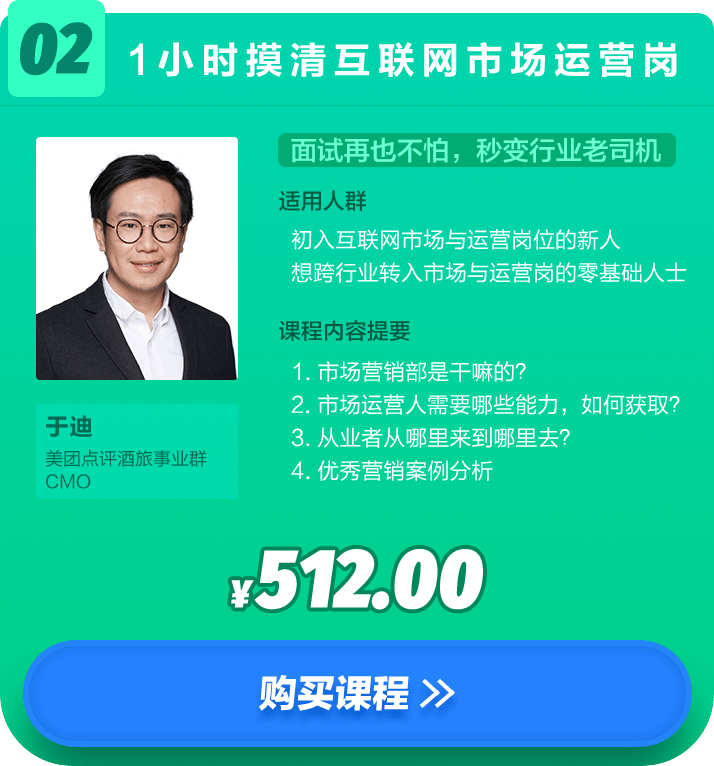 02
1小时摸清互联网市场运营岗
面试再也不怕，秒变行业老司机
适用人群
初入互联网市场与运营岗位的新人
想跨行业转入市场与运营岗的零基础人士
课程内容提要
1. 市场营销部是干嘛的？
2. 市场运营人需要哪些能力，如何获取？
3. 从业者从哪里来到哪里去？
4. 优秀营销案例分析
于迪
美团点评酒旅事业群
CMO
¥512.00
购买课程 >>